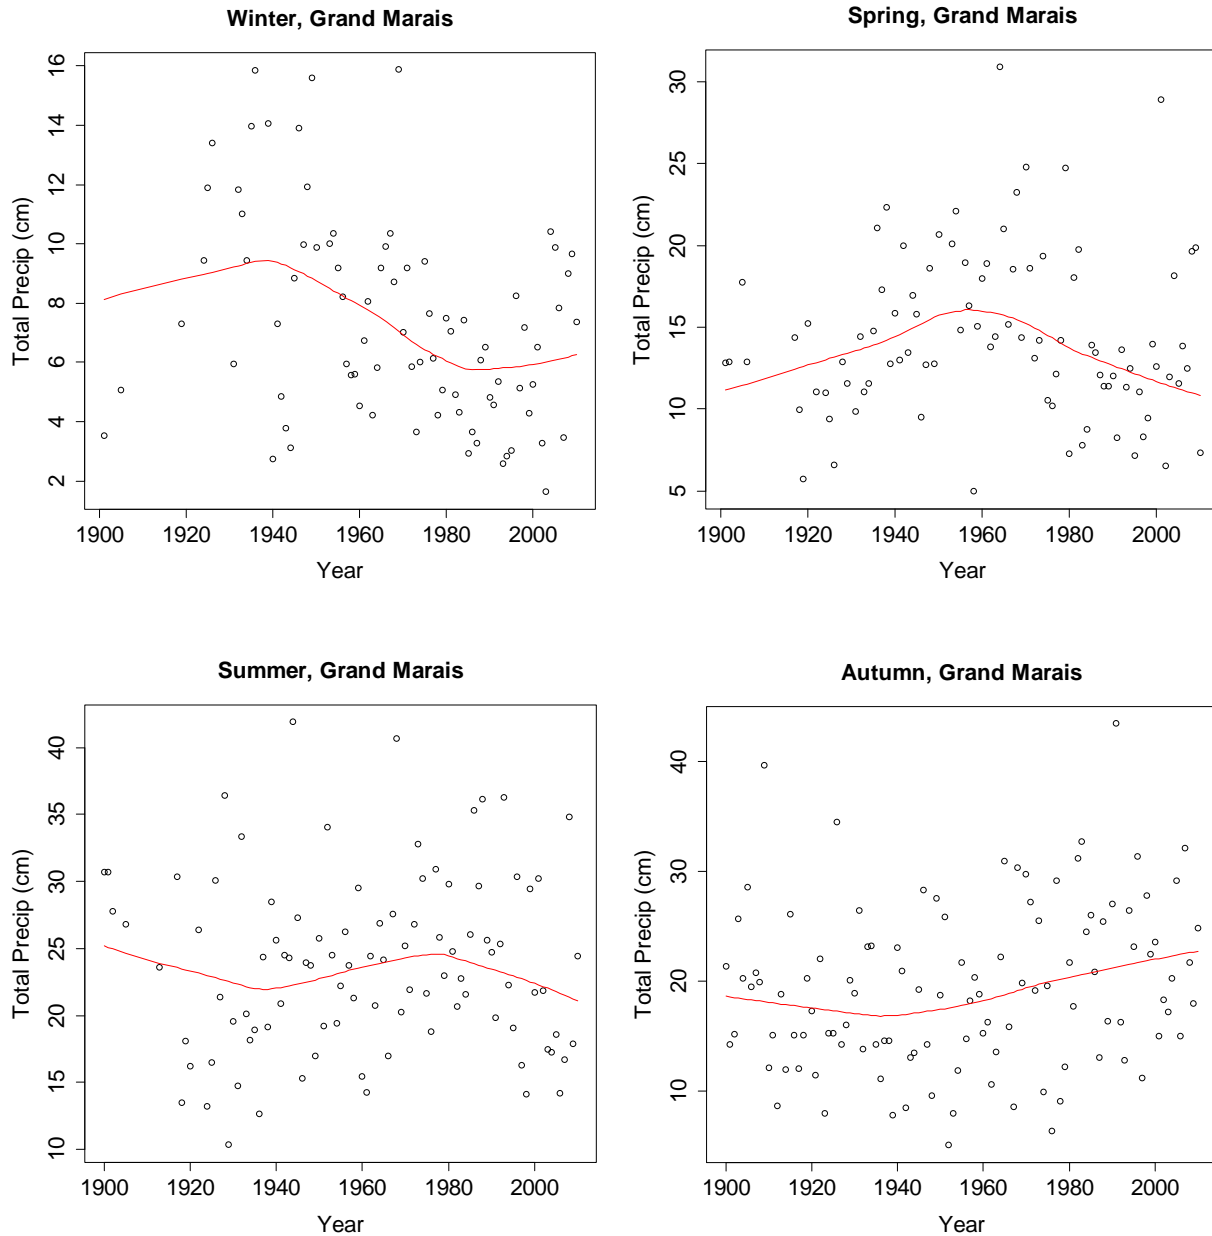 Winter, Grand Marais
Total Precip (cm)
16
14
12
10
8
6
4
2
1900 1920 1940 1960 1980 2000
Year
Spring, Grand Marais
Total Precip (cm)
30
25
20
15
10
5
1900 1920 1940 1960 1980 2000
Year
Summer, Grand Marais
Total Precip (cm)
40
35
30
25
20
15
10
1900 1920 1940 1960 1980 2000
Year
Autumn, Grand Marais
Total Precip (cm)
40
30
20
10
1900 1920 1940 1960 1980 2000
Year